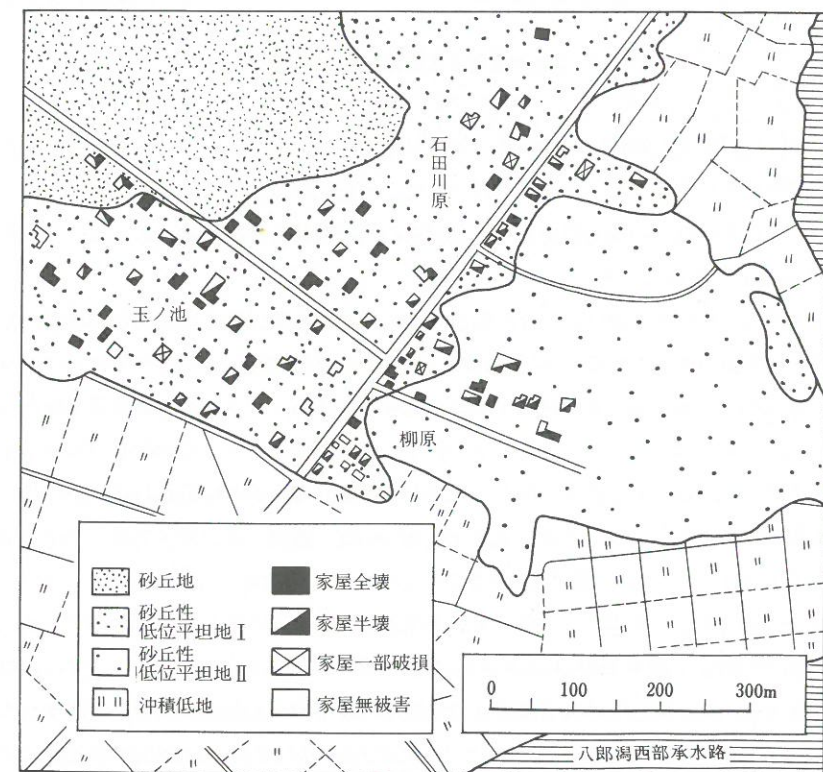 石田川原
玉ノ池
柳原
砂丘地
砂丘性
低位平坦地Ⅰ
砂丘性
低位平坦地Ⅱ
沖積低地
家屋全壊
家屋半壊
家屋一部破損
家屋無被害
0 100 200 300m
八郎潟西部承水路